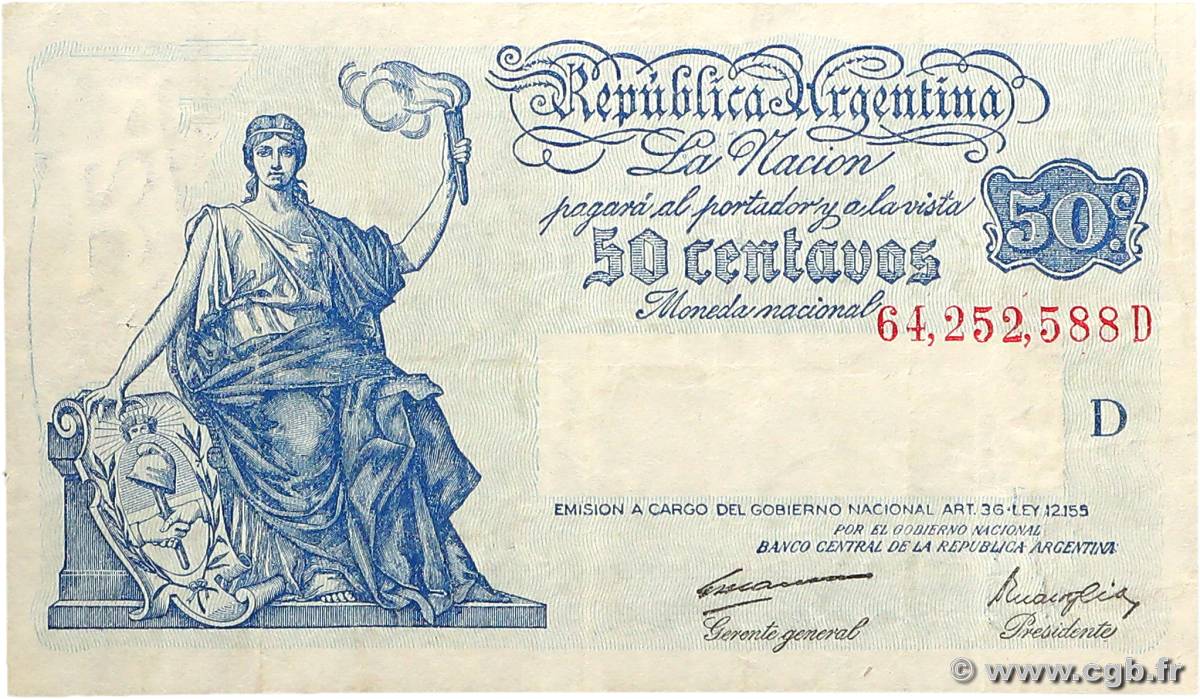 República Argentina
La Nacion
pagará al portador y a la vista
50 centavos
50c.
Moneda nacional
64,252,588 D
D
EMISION A CARGO DEL GOBIERNO NACIONAL ART. 36-LEY 12.155
POR EL GOBIERNO NACIONAL
BANCO CENTRAL DE LA REPUBLICA ARGENTINA
Gerente general
Presidente
© www.cgb.fr